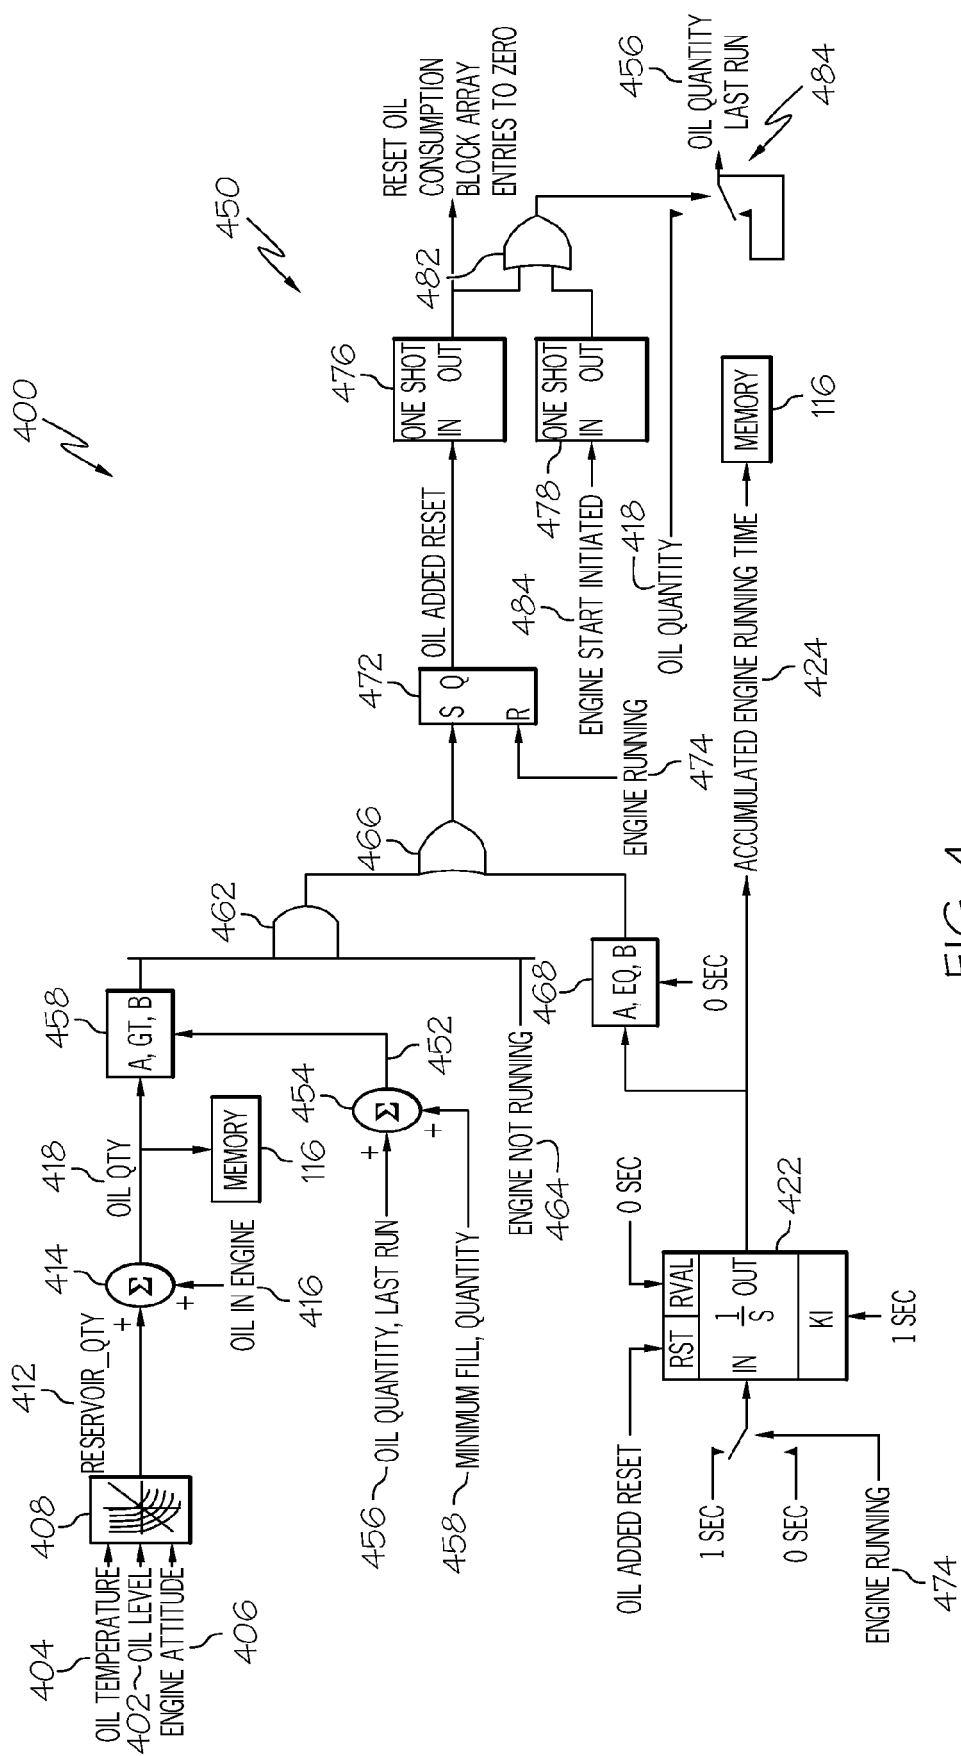 400
450
404
OIL TEMPERATURE
402
OIL LEVEL
ENGINE ATTITUDE
406
408
412
RESERVOIR_QTY
414
Σ
+
+
OIL IN ENGINE
416
418
OIL QTY
MEMORY
116
458
A, GT, B
452
454
Σ
+
+
456
OIL QUANTITY, LAST RUN
458
MINIMUM FILL, QUANTITY
462
ENGINE NOT RUNNING
464
466
468
A, EQ, B
0 SEC
472
S Q
R
ENGINE RUNNING
474
OIL ADDED RESET
476
ONE SHOT
IN OUT
RESET OIL
CONSUMPTION
BLOCK ARRAY
ENTRIES TO ZERO
478
ONE SHOT
IN OUT
484
ENGINE START INITIATED
482
418
OIL QUANTITY
456
OIL QUANTITY
LAST RUN
484
OIL ADDED RESET
0 SEC
RST RVAL
1
S
IN OUT
KI
422
1 SEC
1 SEC
0 SEC
ENGINE RUNNING
474
ACCUMULATED ENGINE RUNNING TIME
424
MEMORY
116
FIG. 4